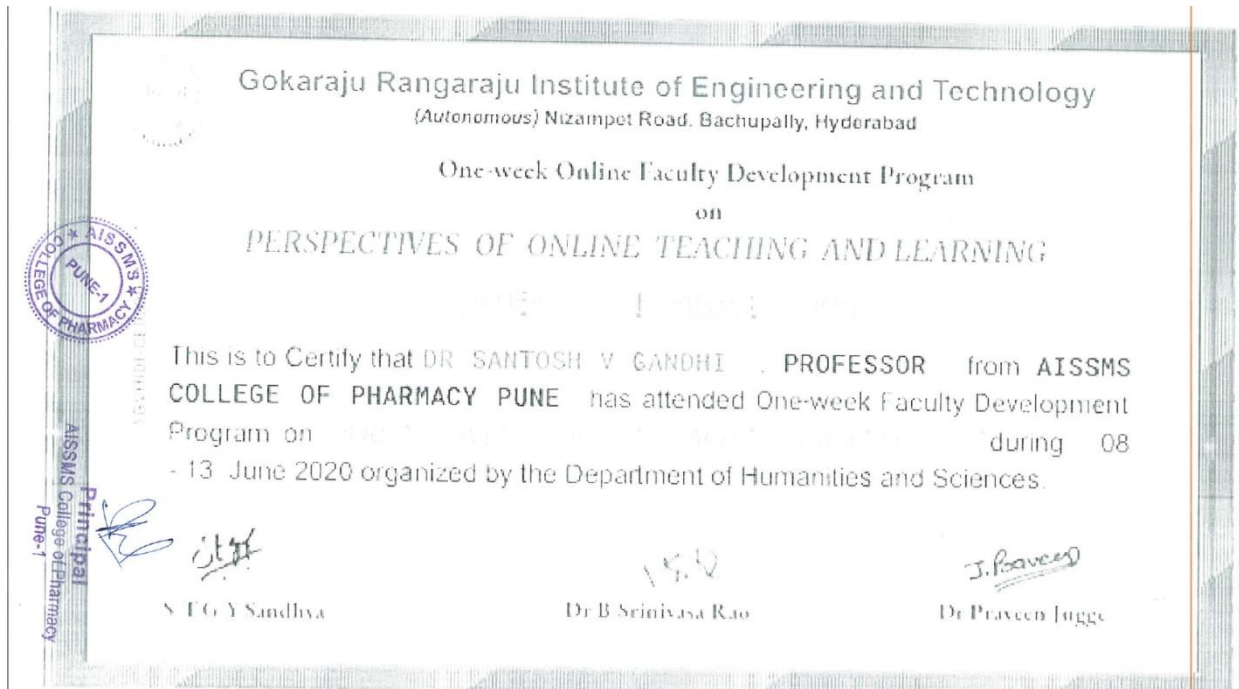 Gokaraju Rangaraju Institute of Engineering and Technology
(Autonomous) Nizampet Road, Bachupally, Hyderabad
One-week Online Faculty Development Program
on
PERSPECTIVES OF ONLINE TEACHING AND LEARNING
This is to Certify that DR SANTOSH V GANDHI , PROFESSOR from AISSMS
COLLEGE OF PHARMACY PUNE has attended One-week Faculty Development
Program on during 08
- 13 June 2020 organized by the Department of Humanities and Sciences.
J. Praveen
Sandhya
Dr B Srinivasa Rao
Dr Praveen Jugge
★ AISSMS ★
COLLEGE OF PHARMACY
PUNE-1
Principal
AISSMS College of Pharmacy
Pune-1